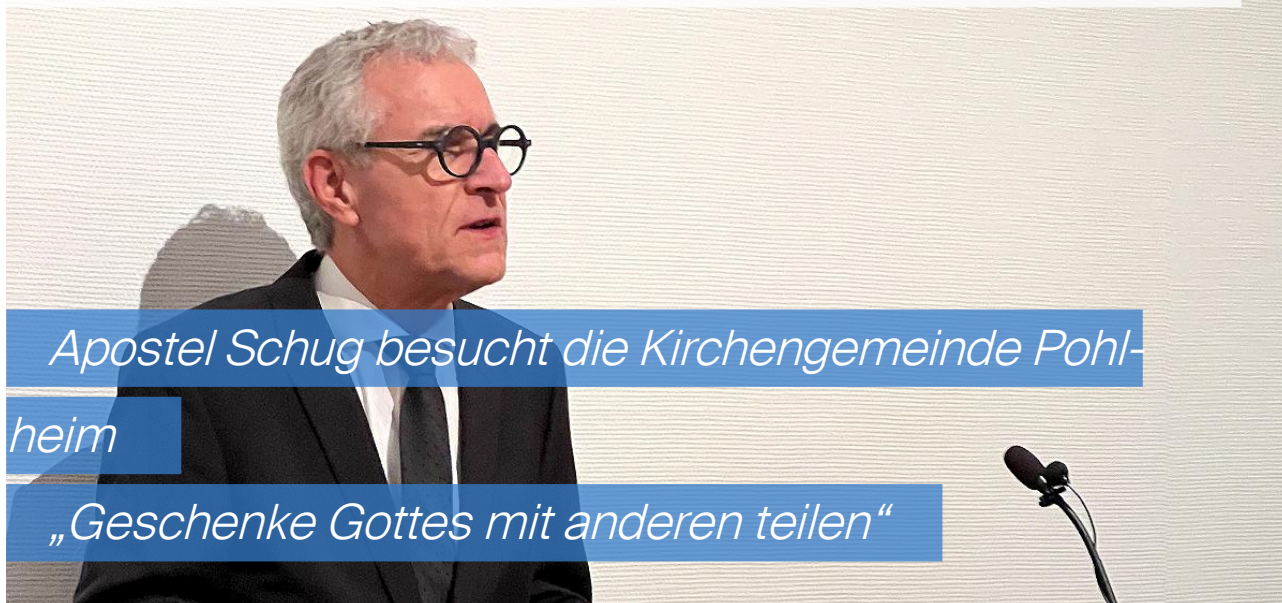 Apostel Schug besucht die Kirchengemeinde Pohl-
heim
„Geschenke Gottes mit anderen teilen“